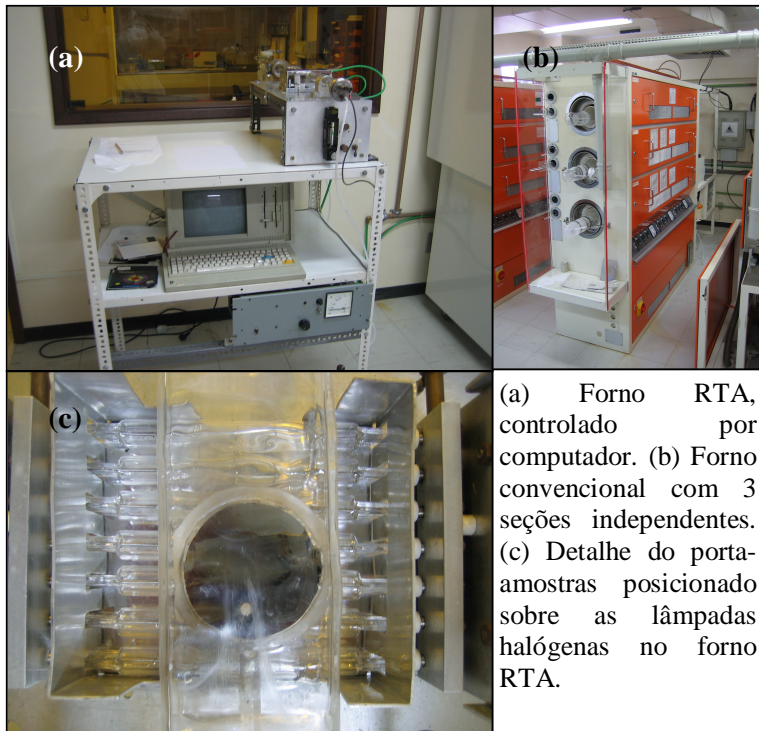 (a)
(b)
(c)
(a) Forno RTA,
controlado por
computador. (b) Forno
convencional com 3
seções independentes.
(c) Detalhe do porta-
amostras posicionado
sobre as lâmpadas
halógenas no forno
RTA.